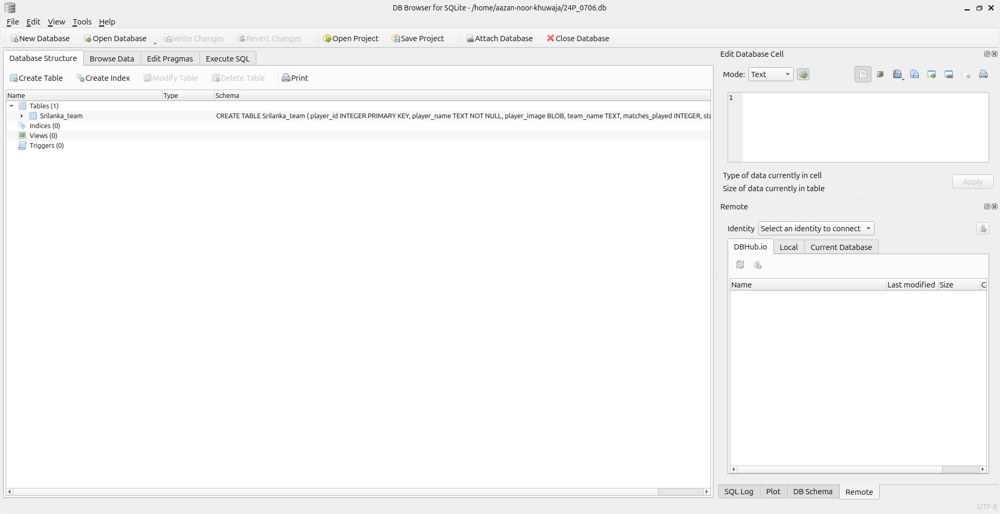 DB Browser for SQLite - /home/aazan-noor-khuwaja/24P_0706.db
File Edit View Tools Help
New Database Open Database Write Changes Revert Changes Open Project Save Project Attach Database Close Database
Database Structure Browse Data Edit Pragmas Execute SQL
Create Table Create Index Modify Table Delete Table Print
Name Type Schema
Tables (1)
Srilanka_team CREATE TABLE Srilanka_team ( player_id INTEGER PRIMARY KEY, player_name TEXT NOT NULL, player_image BLOB, team_name TEXT, matches_played INTEGER, str
Indices (0)
Views (0)
Triggers (0)
Edit Database Cell
Mode: Text
1
Type of data currently in cell
Size of data currently in table
Apply
Remote
Identity Select an identity to connect
DBHub.io Local Current Database
Name Last modified Size C
SQL Log Plot DB Schema Remote
UTF-8